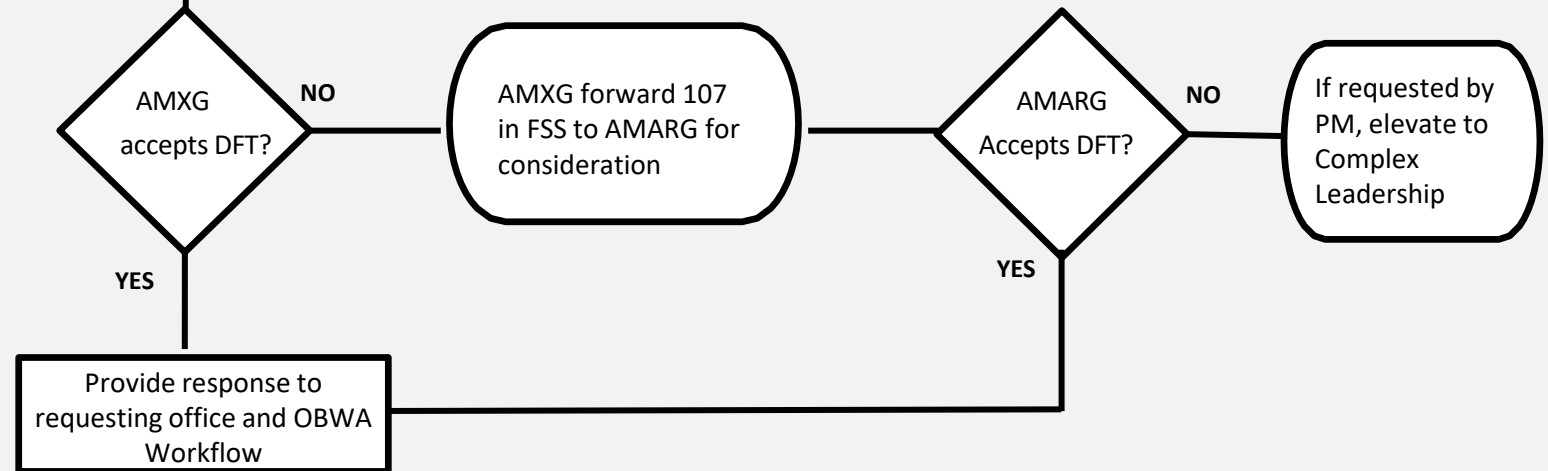 AMXG
accepts DFT?
NO
AMXG forward 107
in FSS to AMARG for
consideration
AMARG
Accepts DFT?
NO
If requested by
PM, elevate to
Complex
Leadership
YES
YES
Provide response to
requesting office and OBWA
Workflow